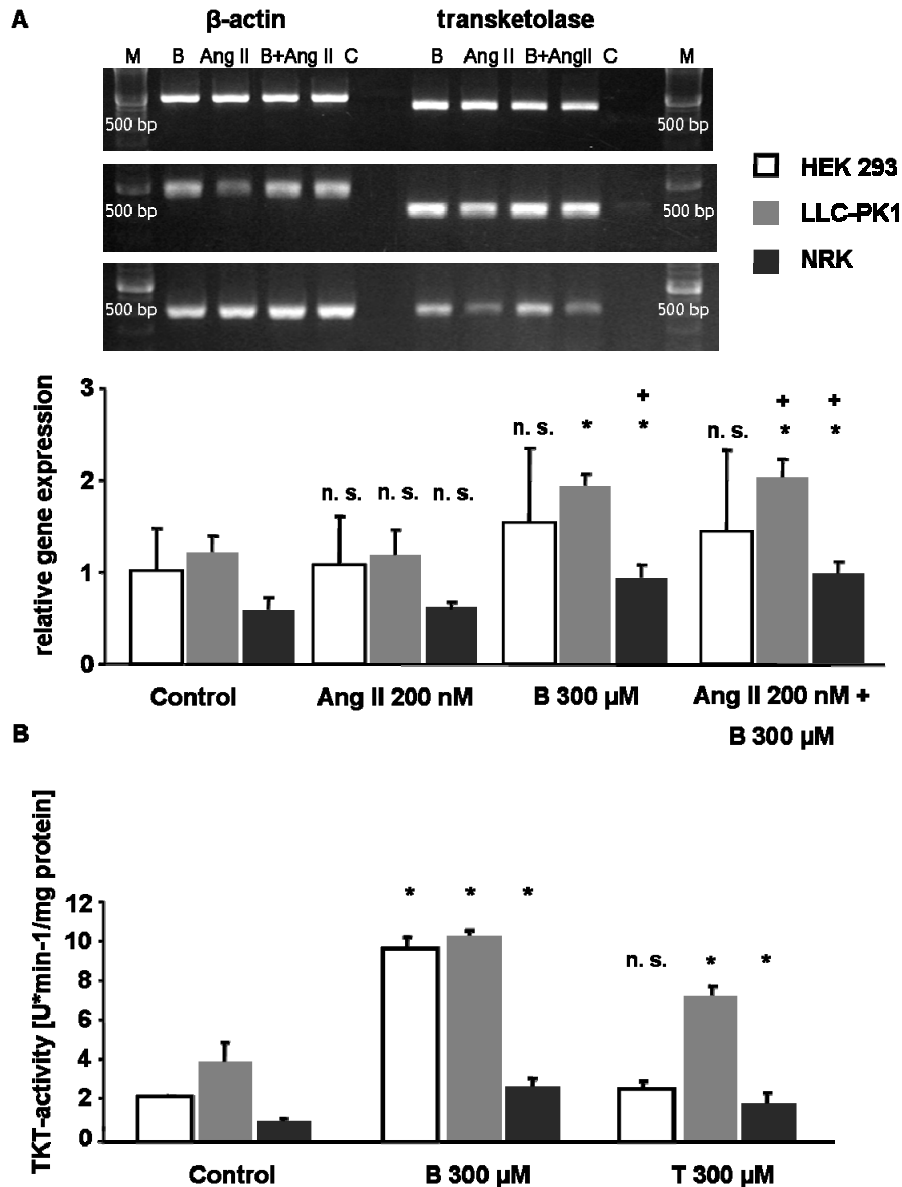 A
β-actin transketolase
M B Ang II B+Ang II C B Ang II B+AngII C M
500 bp 500 bp
HEK 293
500 bp 500 bp
LLC-PK1
NRK
500 bp 500 bp
relative gene expression
3
2
1
0
n. s. n. s. n. s. n. s. * + * n. s. + * + *
Control Ang II 200 nM B 300 µM Ang II 200 nM +
B 300 µM
B
TKT-activity [U*min-1/mg protein]
12
10
8
6
4
2
0
* * * n. s. * *
Control B 300 µM T 300 µM